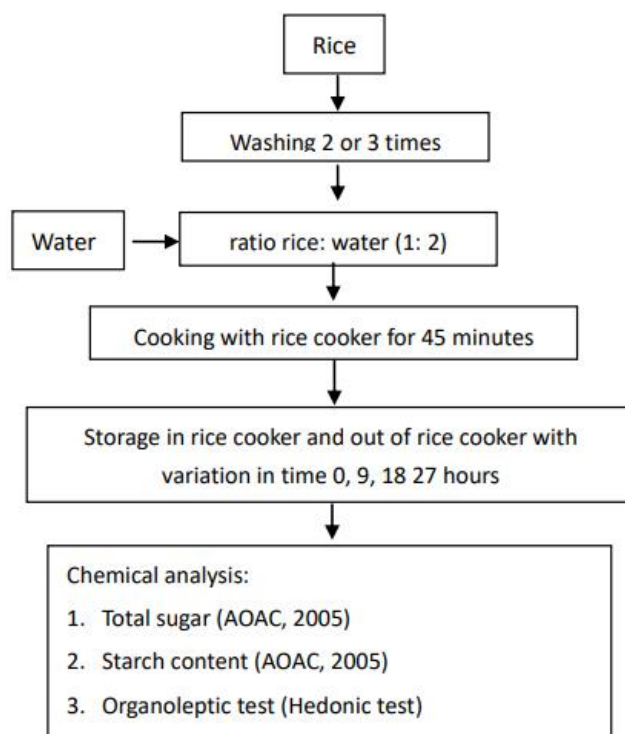 Rice
Washing 2 or 3 times
Water
ratio rice: water (1: 2)
Cooking with rice cooker for 45 minutes
Storage in rice cooker and out of rice cooker with
variation in time 0, 9, 18 27 hours
Chemical analysis:
1. Total sugar (AOAC, 2005)
2. Starch content (AOAC, 2005)
3. Organoleptic test (Hedonic test)